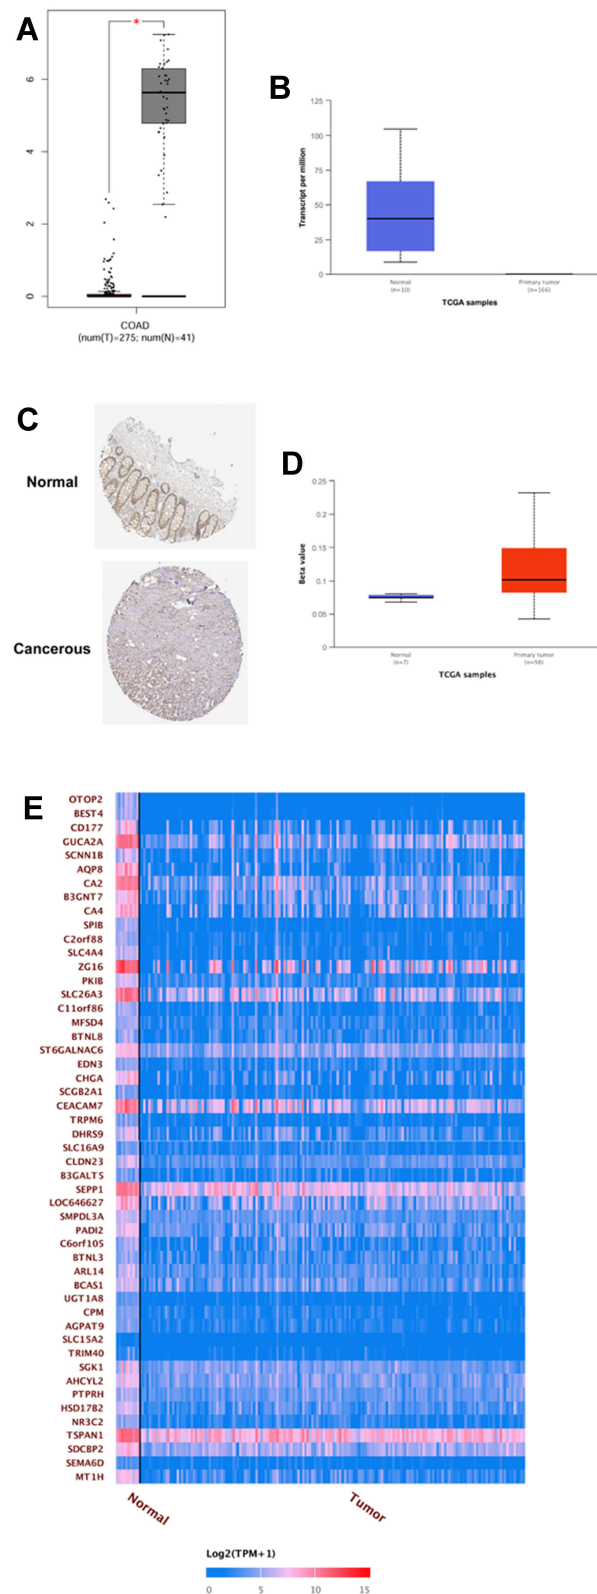 A
*
6
4
2
0
COAD
(num(T)=275; num(N)=41)
B
125
100
75
50
25
0
Transcript per million
Normal
(n=10)
Primary tumor
(n=166)
TCGA samples
C
Normal
Cancerous
D
0.25
0.2
0.15
0.1
0.05
0
Beta value
Normal
(n=7)
Primary tumor
(n=98)
TCGA samples
E
OTOP2
BEST4
CD177
GUCA2A
SCNN1B
AQP8
CA2
B3GNT7
CA4
SPIB
C2orf88
SLC4A4
ZG16
PKIB
SLC26A3
C11orf86
MFSD4
BTNL8
ST6GALNAC6
EDN3
CHGA
SCGB2A1
CEACAM7
TRPM6
DHRS9
SLC16A9
CLDN23
B3GALT5
SEPP1
LOC646627
SMPDL3A
PADI2
C6orf105
BTNL3
ARL14
BCAS1
UGT1A8
CPM
AGPAT9
SLC15A2
TRIM40
SGK1
AHCYL2
PTPRH
HSD17B2
NR3C2
TSPAN1
SDCBP2
SEMA6D
MT1H
Normal
Tumor
Log2(TPM+1)
0 5 10 15